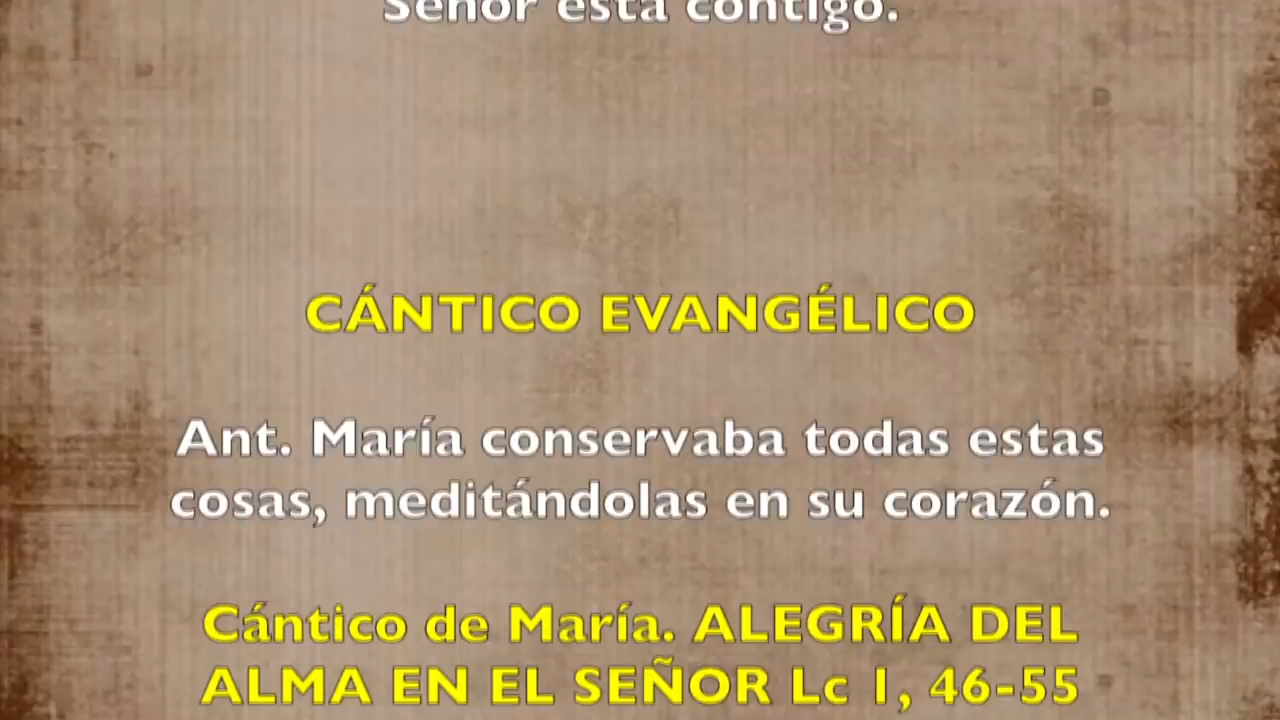 Señor está contigo.
CÁNTICO EVANGÉLICO
Ant. María conservaba todas estas
cosas, meditándolas en su corazón.
Cántico de María. ALEGRÍA DEL
ALMA EN EL SEÑOR Lc 1, 46-55